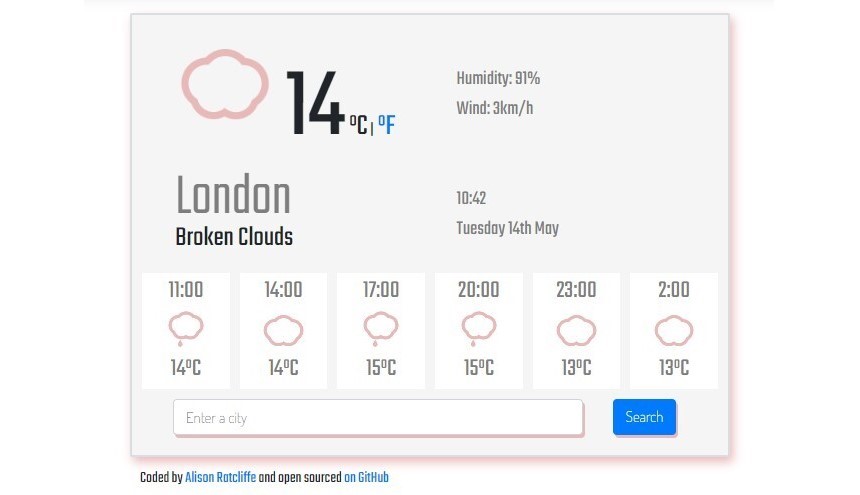 14 ºC | ºF
Humidity: 91%
Wind: 3km/h
London
Broken Clouds
10:42
Tuesday 14th May
11:00 14:00 17:00 20:00 23:00 2:00
14ºC 14ºC 15ºC 15ºC 13ºC 13ºC
Enter a city Search
Coded by Alison Ratcliffe and open sourced on GitHub